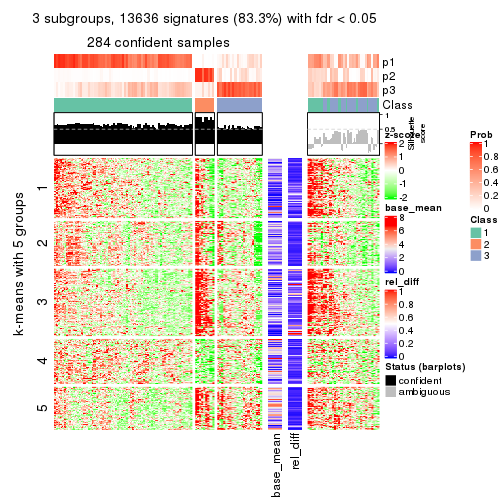 3 subgroups, 13636 signatures (83.3%) with fdr < 0.05
284 confident samples
p1
p2
p3
Class
1
0.5
0
Silhouette
score
k-means with 5 groups
1
2
3
4
5
base_mean
rel_diff
z-score
2
1
0
-1
-2
base_mean
8
6
4
2
0
rel_diff
1
0.8
0.6
0.4
0.2
0
Status (barplots)
confident
ambiguous
Prob
1
0.8
0.6
0.4
0.2
0
Class
1
2
3